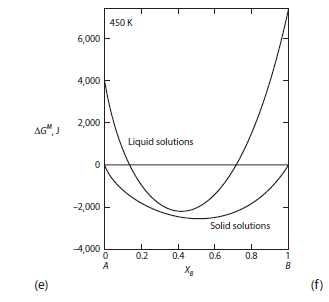 450 K
6,000
4,000
2,000
ΔGᴹ, J
Liquid solutions
0
–2,000
Solid solutions
–4,000
0 0.2 0.4 0.6 0.8 1
A X_B B
(e) (f)